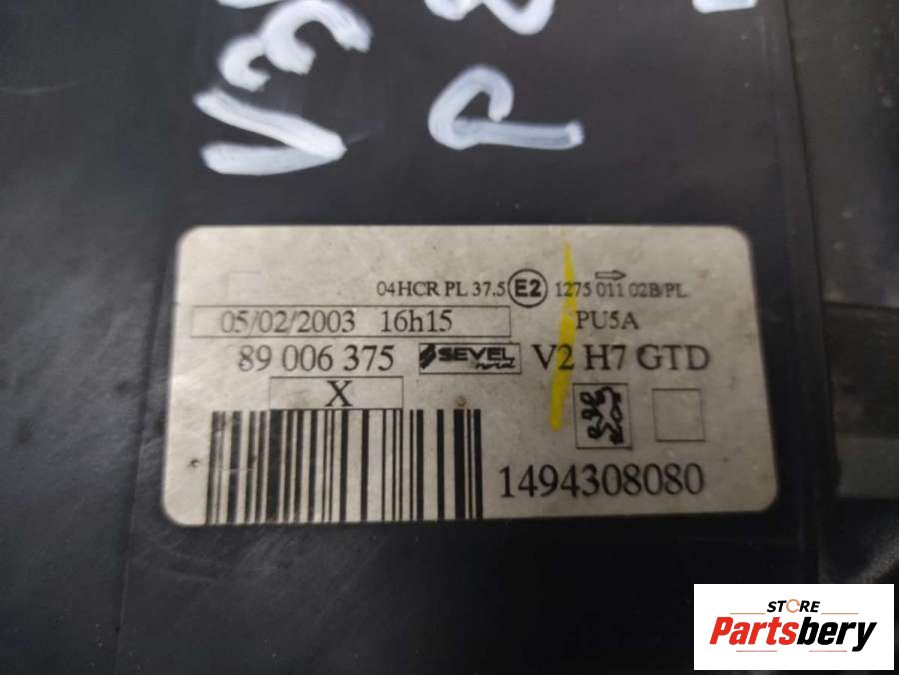 04HCR PL 37.5 E2 1275 011 02B/PL
05/02/2003 16h15 PU5A
89 006 375 SEVEL nord V2 H7 GTD
X
1494308080
STORE
Partsbery